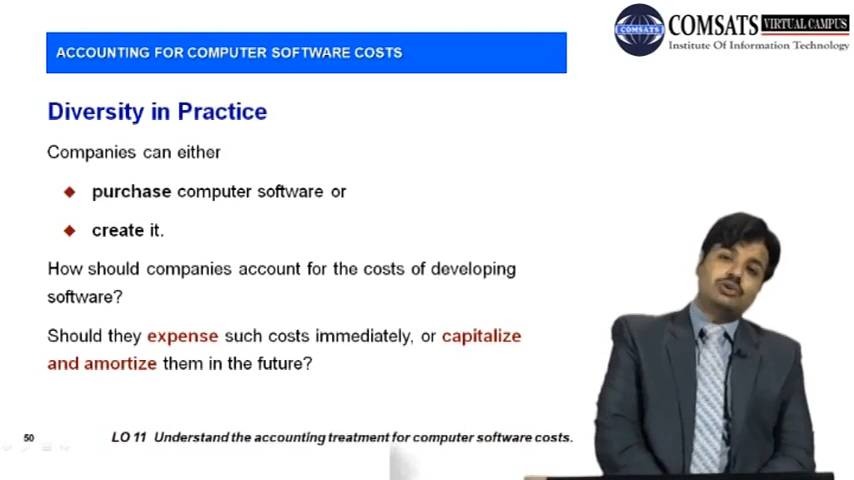 ACCOUNTING FOR COMPUTER SOFTWARE COSTS
COMSATS VIRTUAL CAMPUS
Institute Of Information Technology
COMSATS
Diversity in Practice
Companies can either
purchase computer software or
create it.
How should companies account for the costs of developing
software?
Should they expense such costs immediately, or capitalize
and amortize them in the future?
50
LO 11 Understand the accounting treatment for computer software costs.